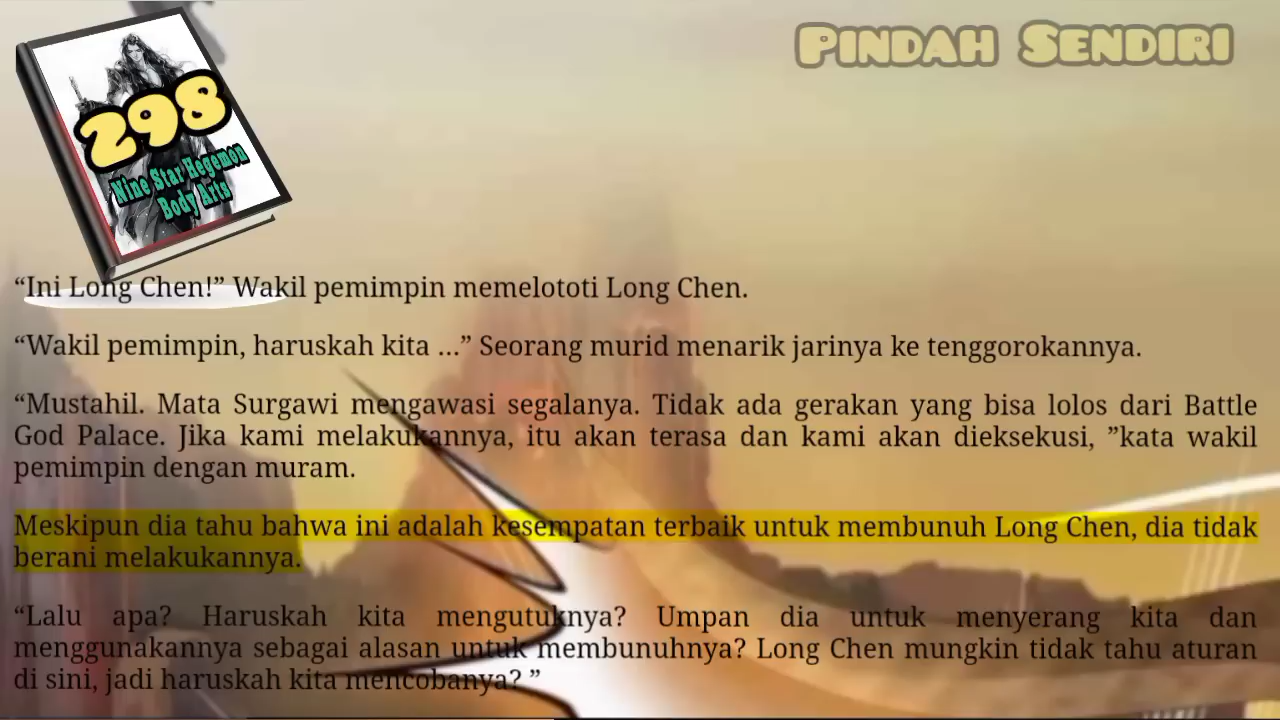 Pindah Sendiri
298
Nine Star Hegemon
Body Arts
“Ini Long Chen!” Wakil pemimpin memelototi Long Chen.
“Wakil pemimpin, haruskah kita ...” Seorang murid menarik jarinya ke tenggorokannya.
“Mustahil. Mata Surgawi mengawasi segalanya. Tidak ada gerakan yang bisa lolos dari Battle
God Palace. Jika kami melakukannya, itu akan terasa dan kami akan dieksekusi, ”kata wakil
pemimpin dengan muram.
Meskipun dia tahu bahwa ini adalah kesempatan terbaik untuk membunuh Long Chen, dia tidak
berani melakukannya.
“Lalu apa? Haruskah kita mengutuknya? Umpan dia untuk menyerang kita dan
menggunakannya sebagai alasan untuk membunuhnya? Long Chen mungkin tidak tahu aturan
di sini, jadi haruskah kita mencobanya? ”